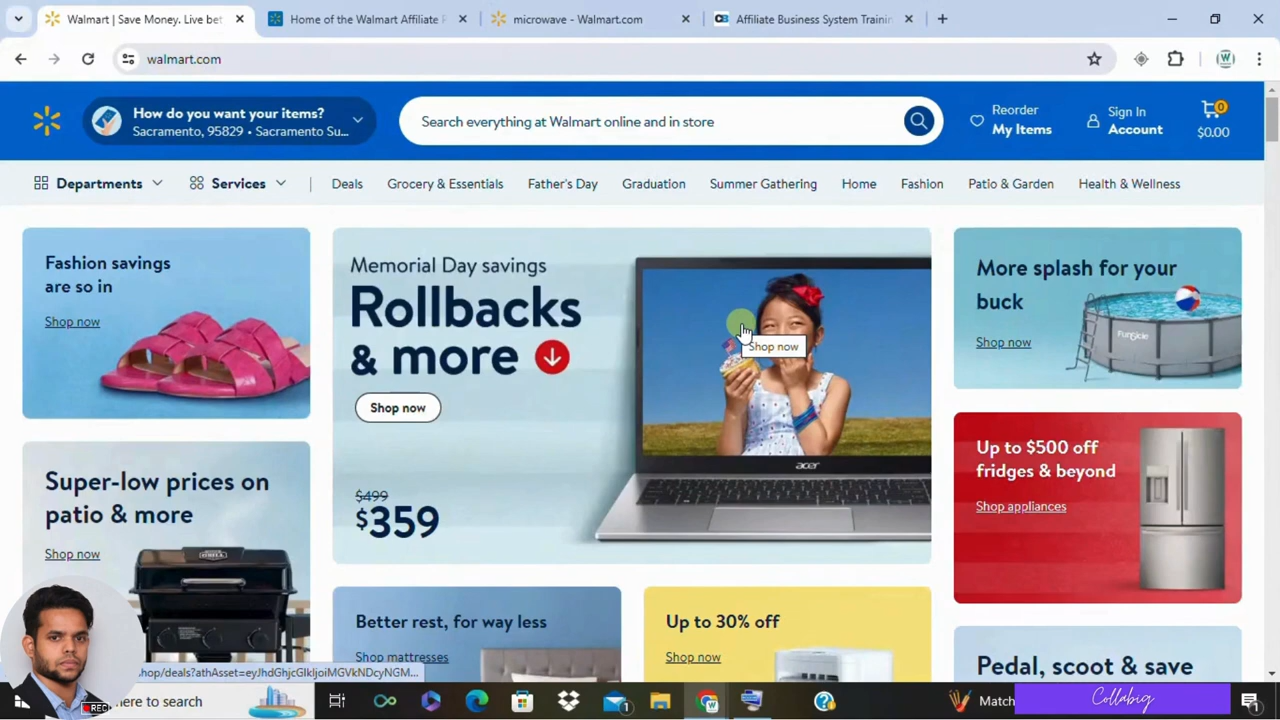 Walmart | Save Money. Live bet
Home of the Walmart Affiliate P
microwave - Walmart.com
Affiliate Business System Trainin
walmart.com
How do you want your items?
Sacramento, 95829 • Sacramento Su...
Search everything at Walmart online and in store
Reorder
My Items
Sign In
Account
0
$0.00
Departments
Services
Deals
Grocery & Essentials
Father's Day
Graduation
Summer Gathering
Home
Fashion
Patio & Garden
Health & Wellness
Fashion savings
are so in
Shop now
Memorial Day savings
Rollbacks
& more
Shop now
$499
$359
acer
Shop now
More splash for your
buck
Shop now
FUNSICLE
Up to $500 off
fridges & beyond
Shop appliances
Super-low prices on
patio & more
Shop now
Better rest, for way less
Shop mattresses
Up to 30% off
Shop now
Pedal, scoot & save
REC
here to search
1
Match
Collabig
1